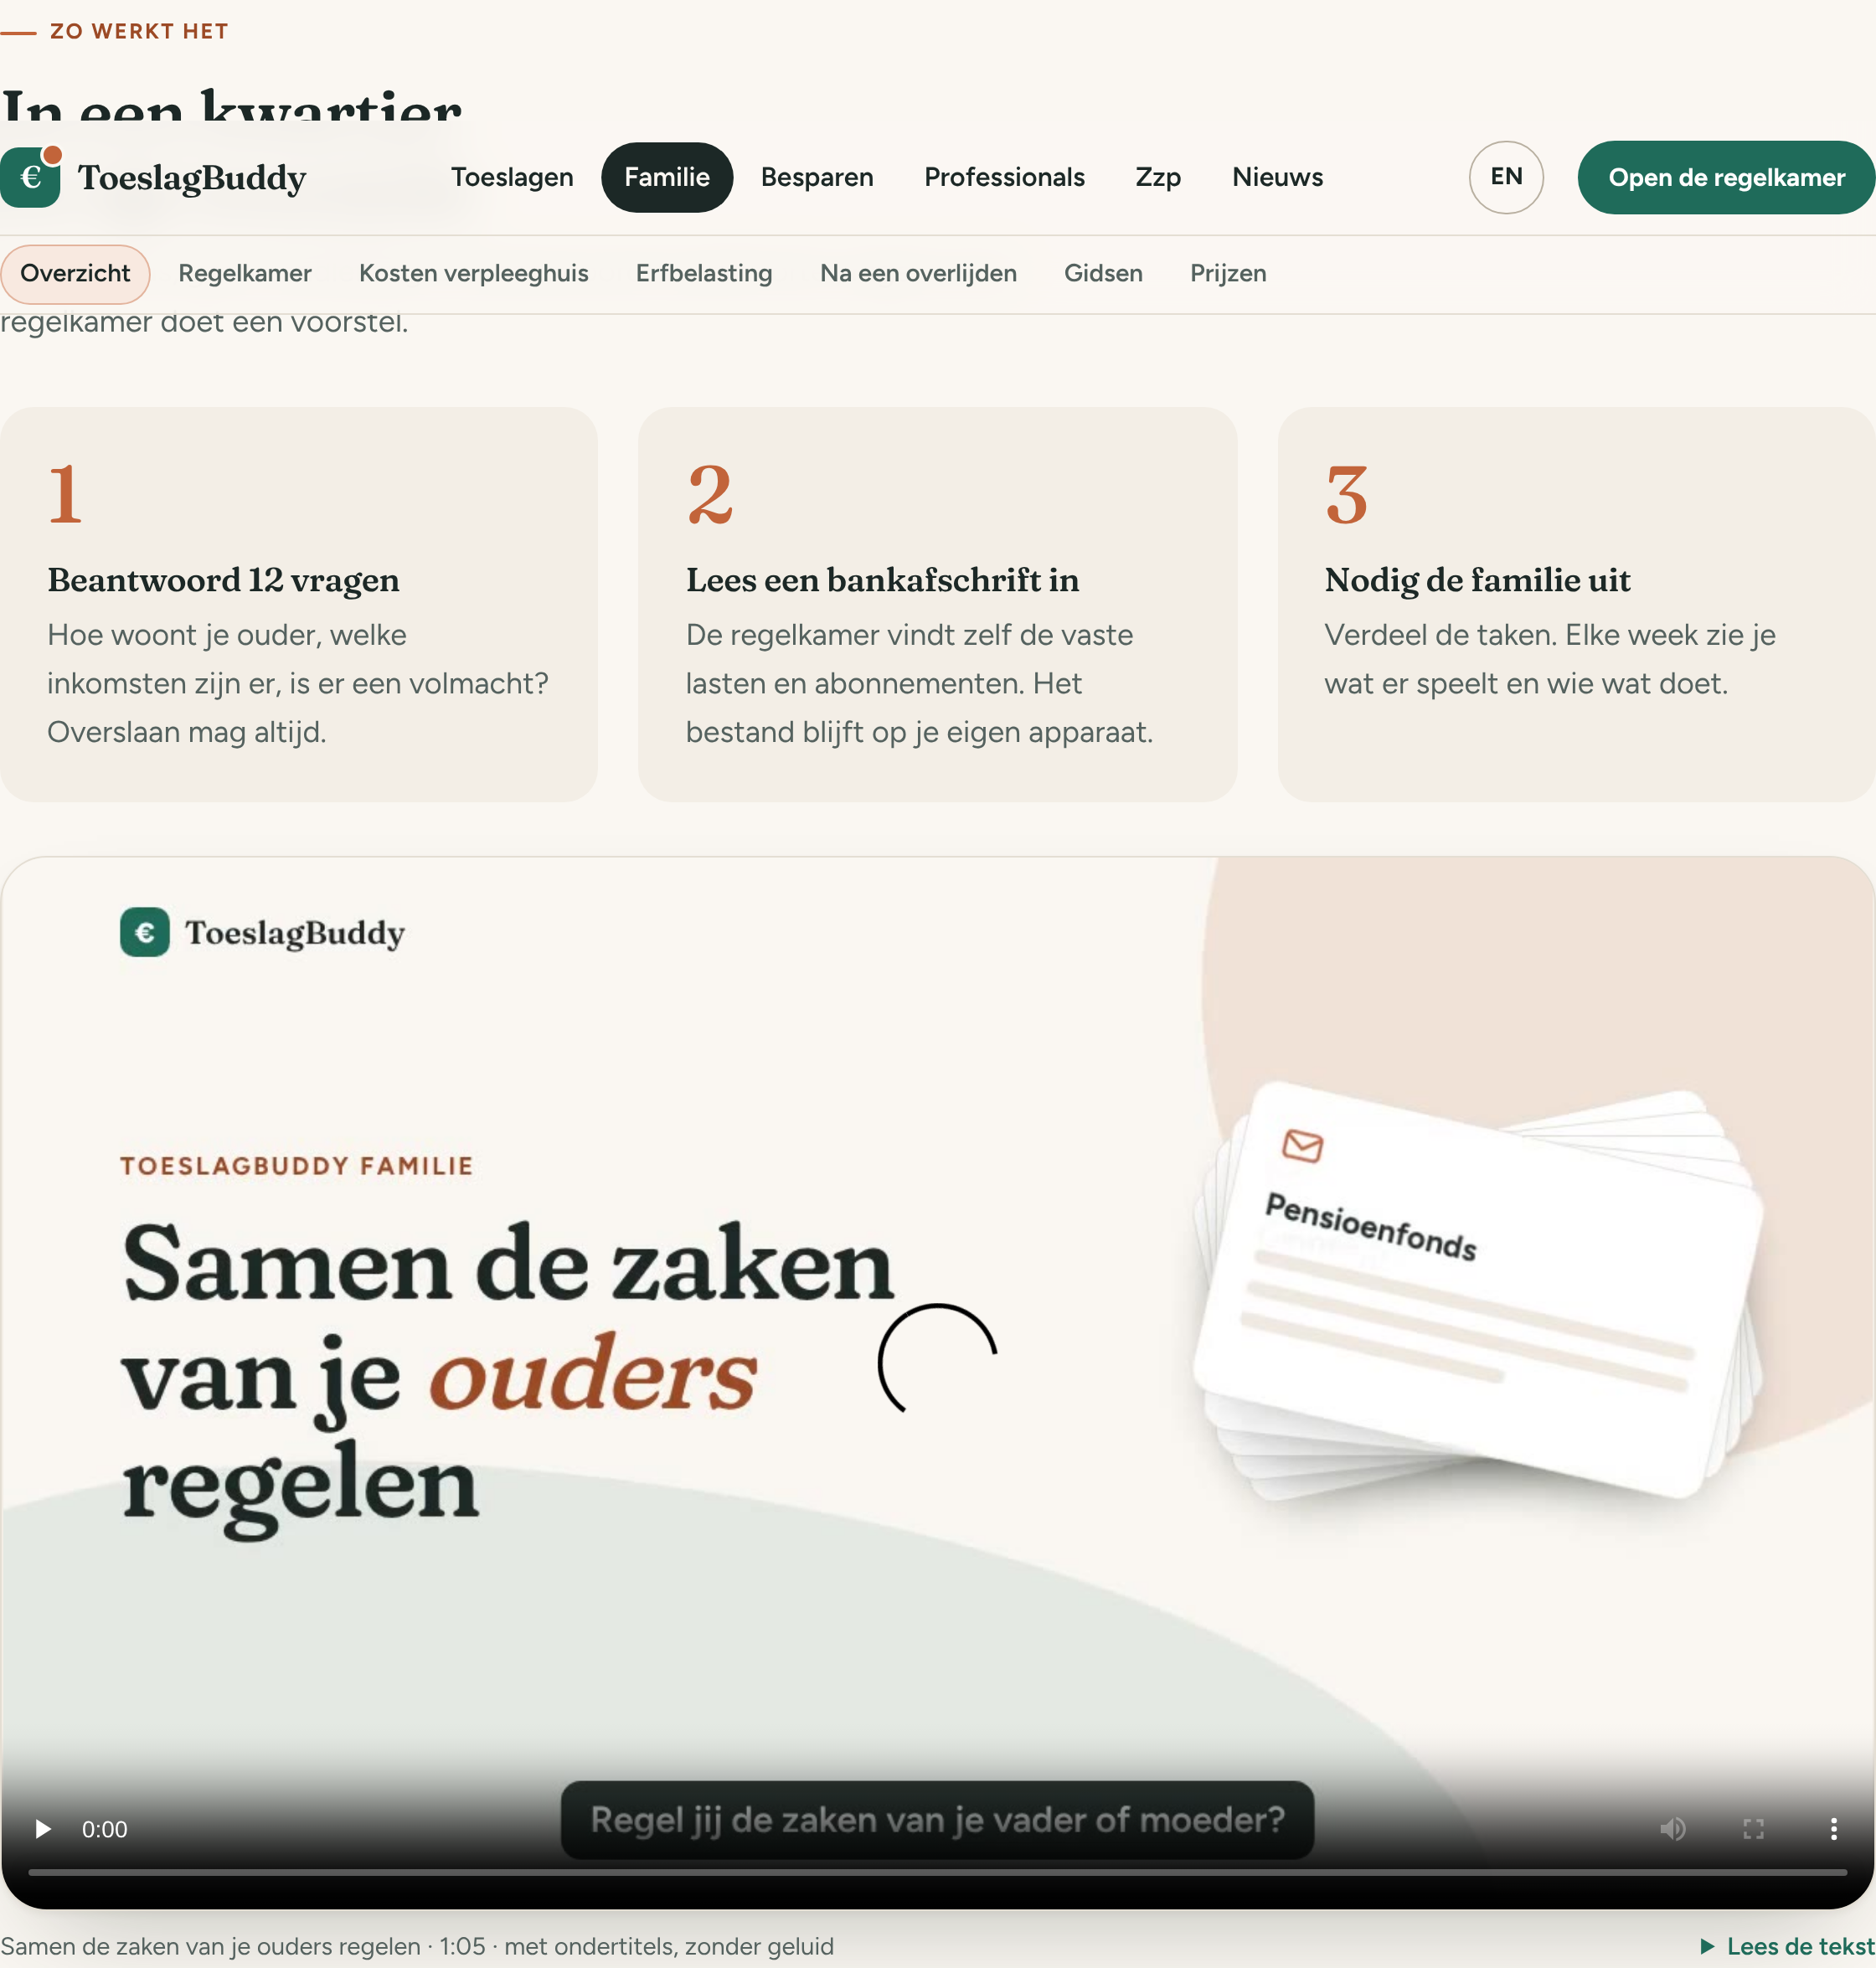 ZO WERKT HET
In een kwartier
€ ToeslagBuddy
Toeslagen Familie Besparen Professionals Zzp Nieuws
EN
Open de regelkamer
Overzicht Regelkamer Kosten verpleeghuis Erfbelasting Na een overlijden Gidsen Prijzen
regelkamer doet een voorstel.
1
Beantwoord 12 vragen
Hoe woont je ouder, welke
inkomsten zijn er, is er een volmacht?
Overslaan mag altijd.
2
Lees een bankafschrift in
De regelkamer vindt zelf de vaste
lasten en abonnementen. Het
bestand blijft op je eigen apparaat.
3
Nodig de familie uit
Verdeel de taken. Elke week zie je
wat er speelt en wie wat doet.
€ ToeslagBuddy
TOESLAGBUDDY FAMILIE
Samen de zaken
van je ouders
regelen
Pensioenfonds
Regel jij de zaken van je vader of moeder?
0:00
Samen de zaken van je ouders regelen · 1:05 · met ondertitels, zonder geluid
Lees de tekst